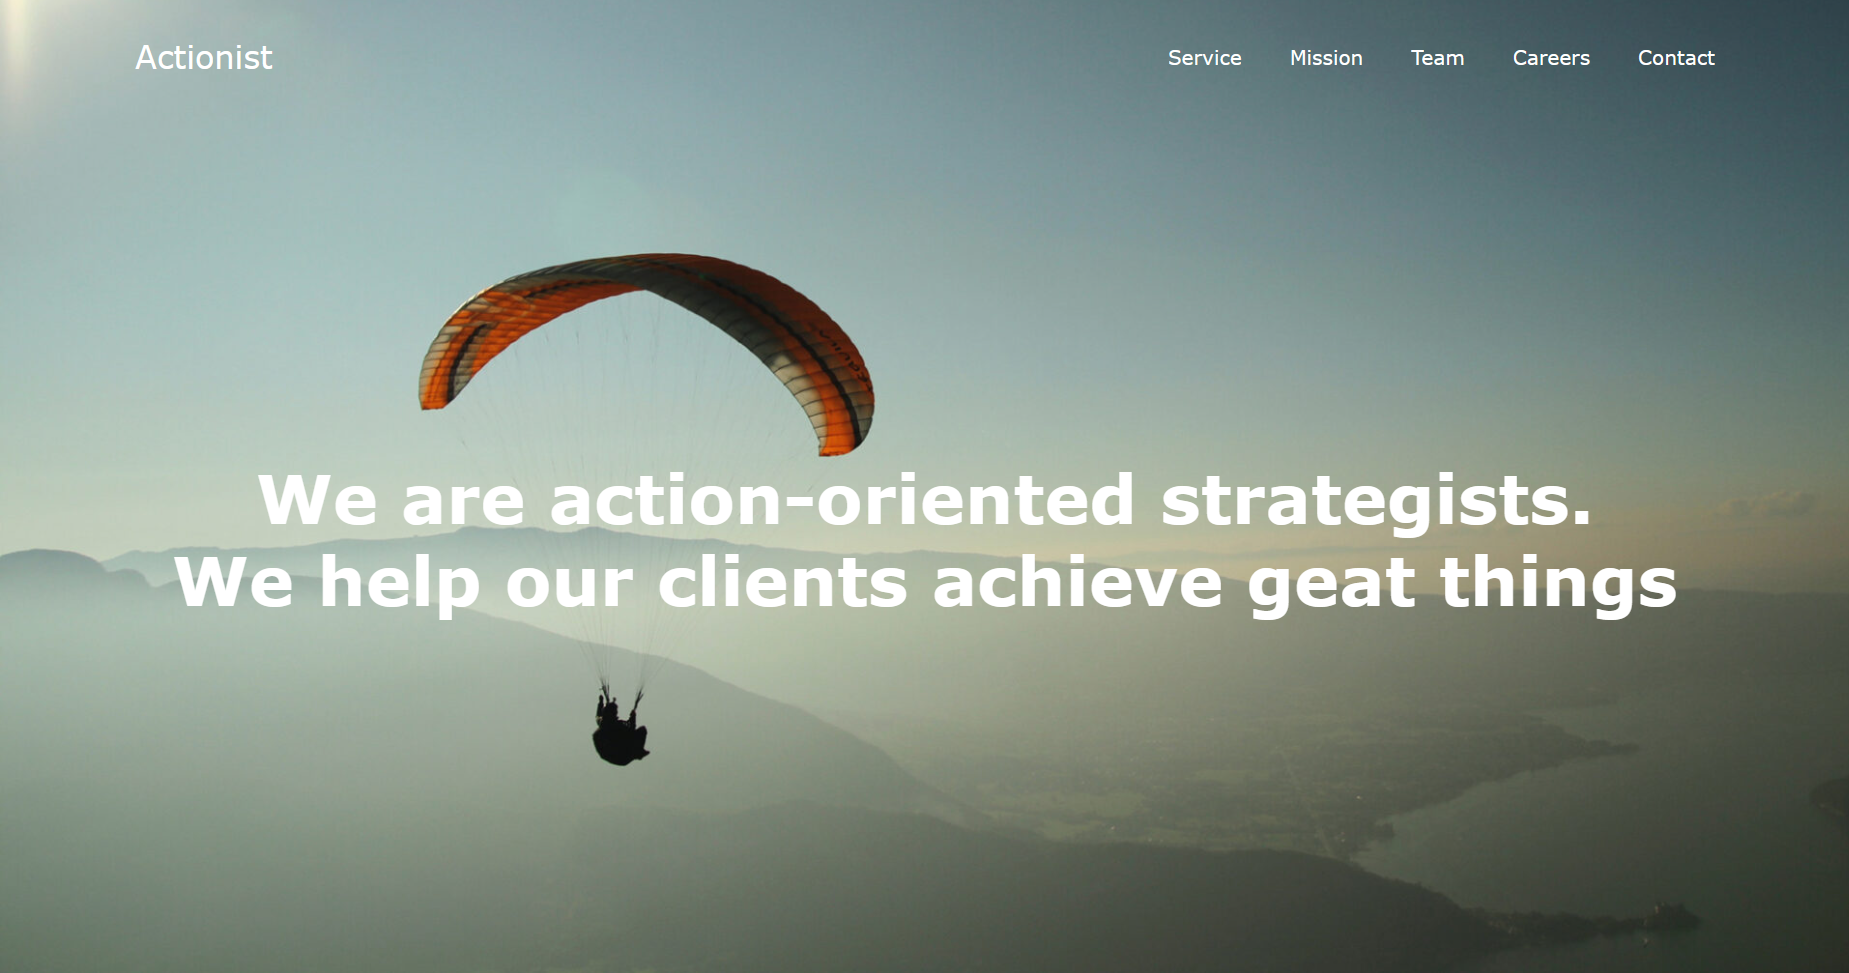 Actionist
Service Mission Team Careers Contact
We are action-oriented strategists.
We help our clients achieve geat things